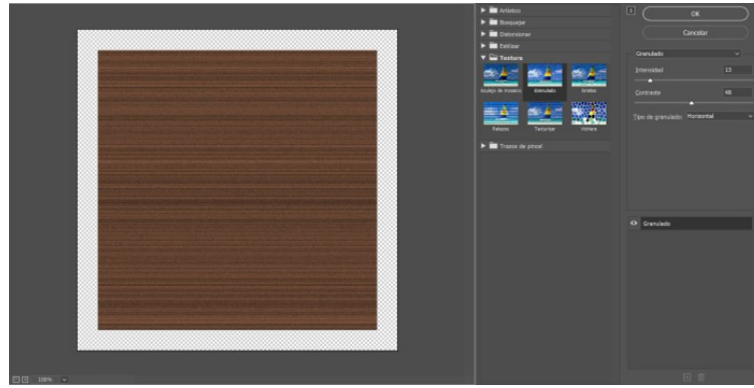 Artístico
Bosquejar
Distorsionar
Estilizar
Textura
Azulejo de mosaico Granulado Grietas
Retazos Texturizar Vidriera
Trazos de pincel
OK
Cancelar
Granulado
Intensidad 13
Contraste 48
Tipo de granulado: Horizontal
Granulado
100%